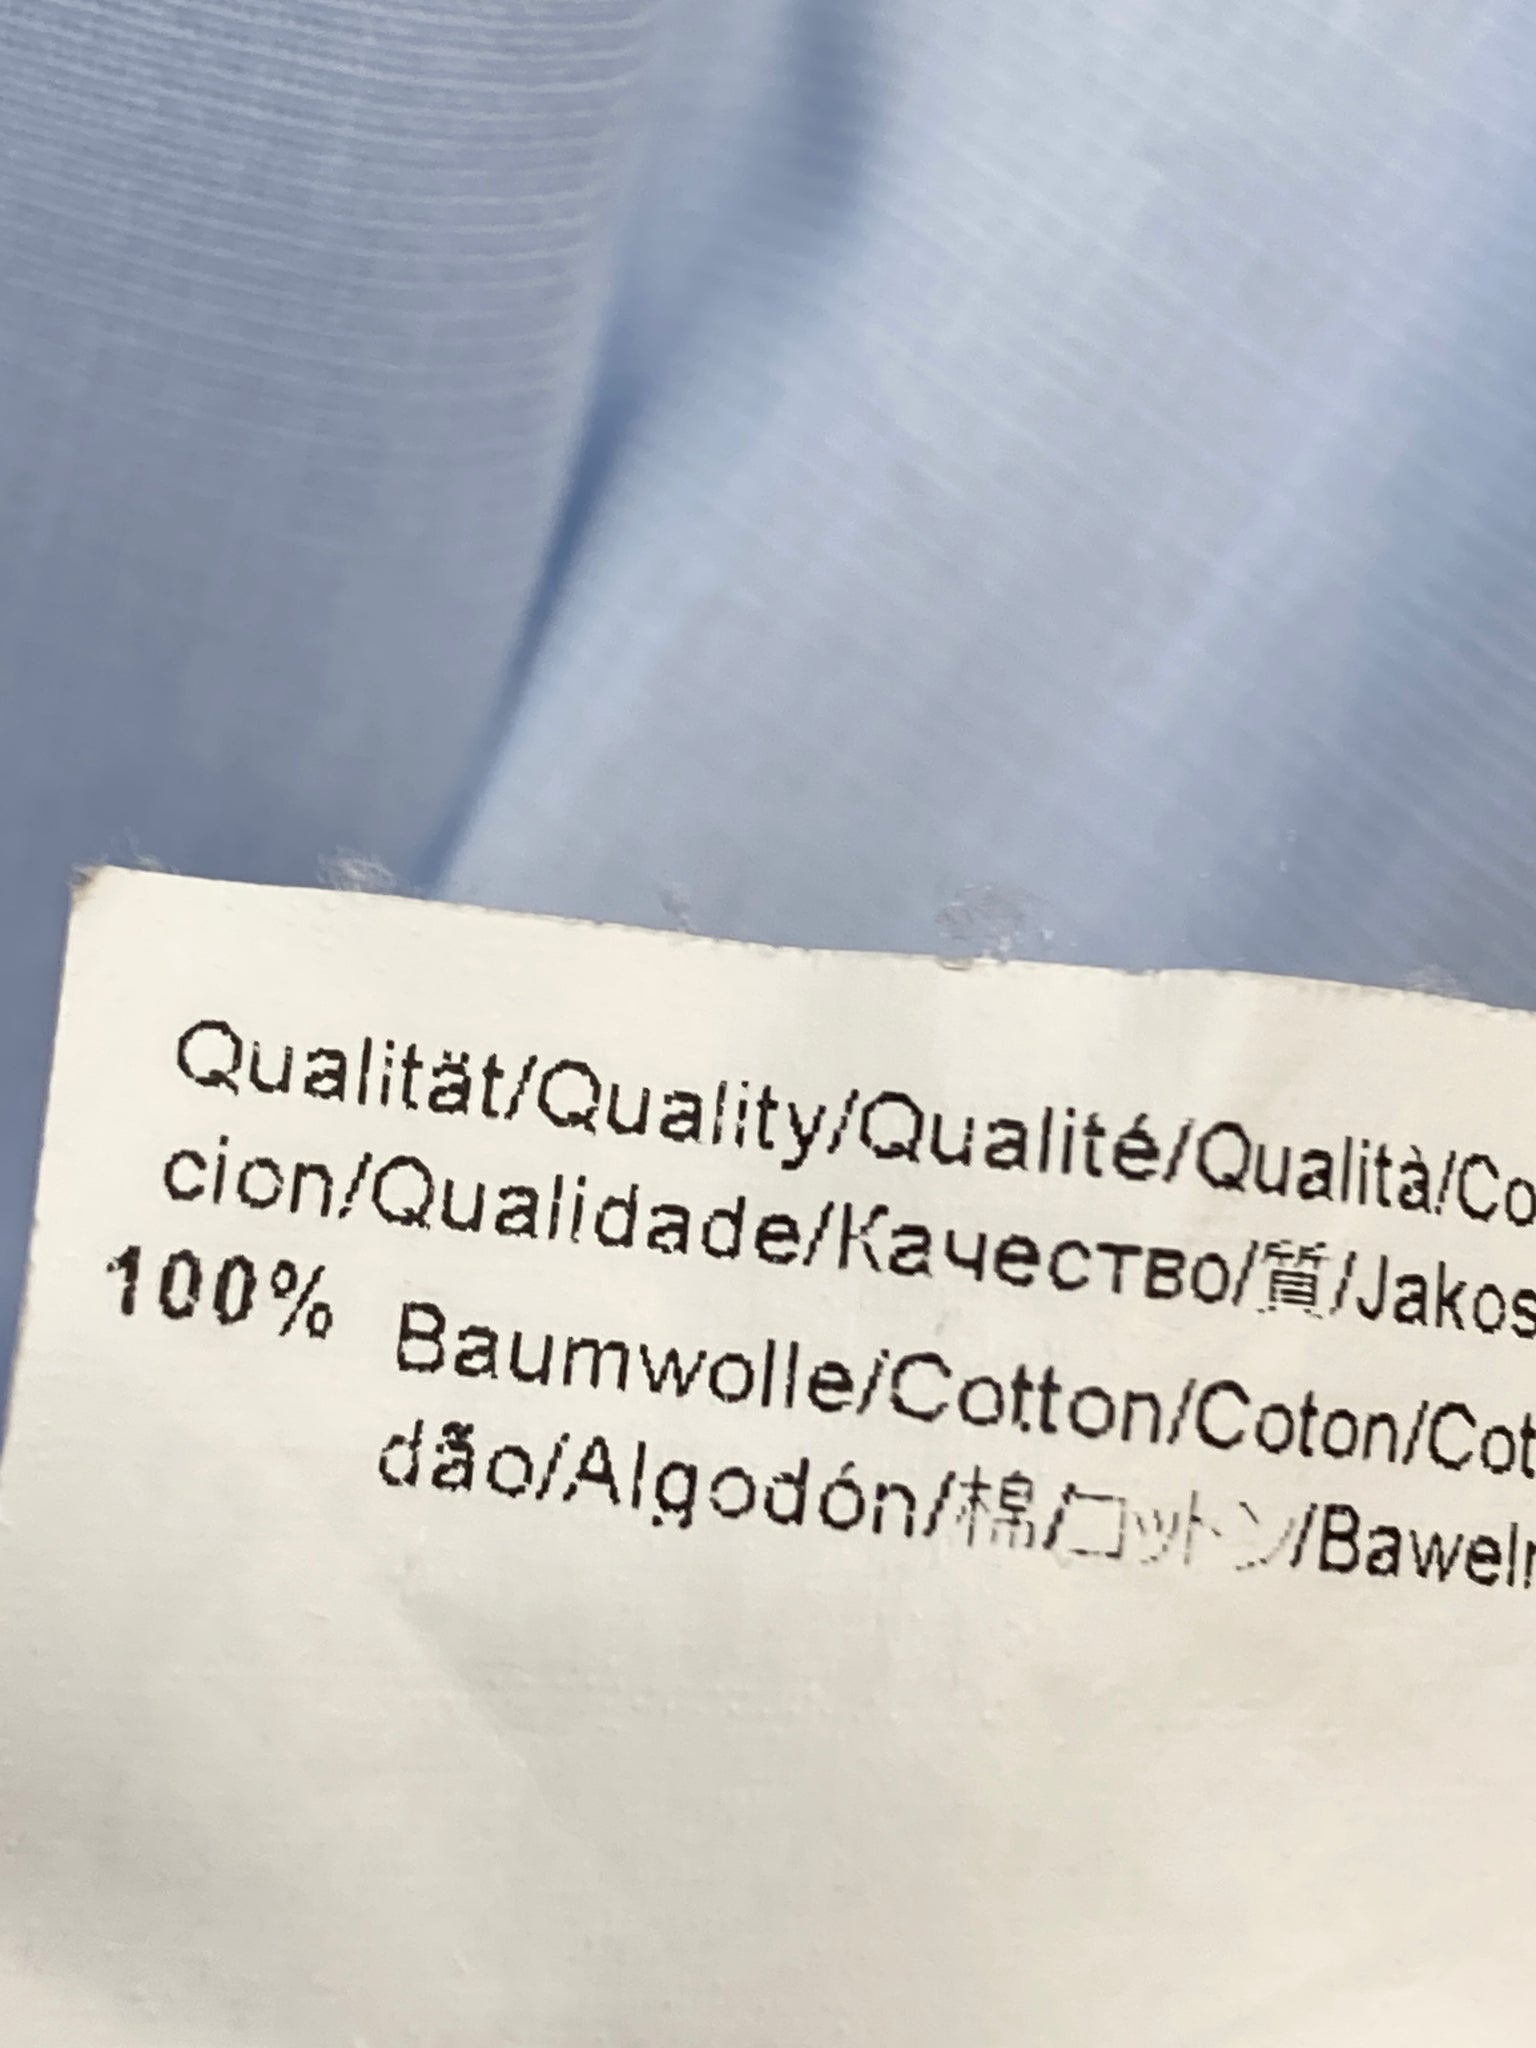 Qualität/Quality/Qualité/Qualità/Co
cion/Qualidade/Качество/質/Jakos
100% Baumwolle/Cotton/Coton/Cot
dão/Algodón/棉/コットン/Baweln